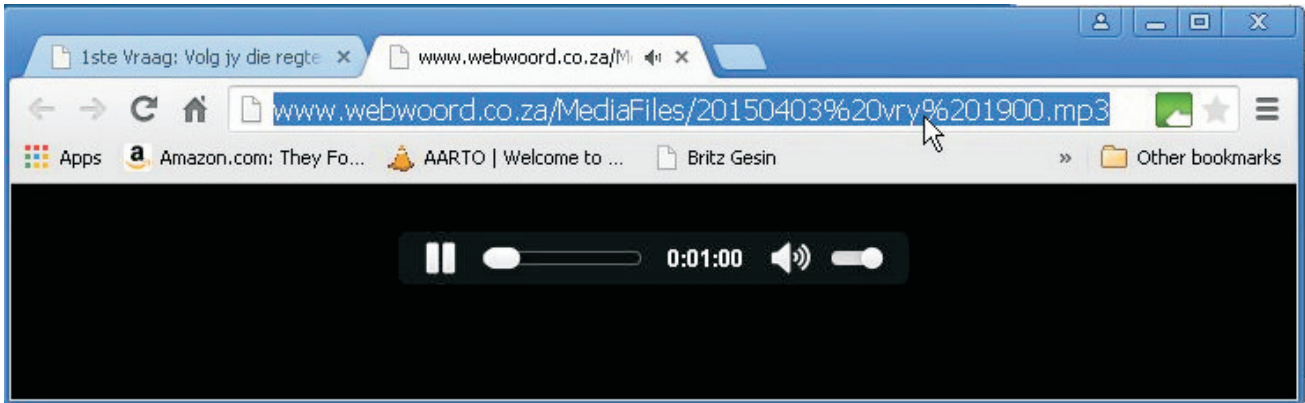 1ste Vraag: Volg jy die regte www.webwoord.co.za/M
www.webwoord.co.za/MediaFiles/20150403%20vry%201900.mp3
Apps Amazon.com: They Fo... AARTO | Welcome to ... Britz Gesin » Other bookmarks
0:01:00